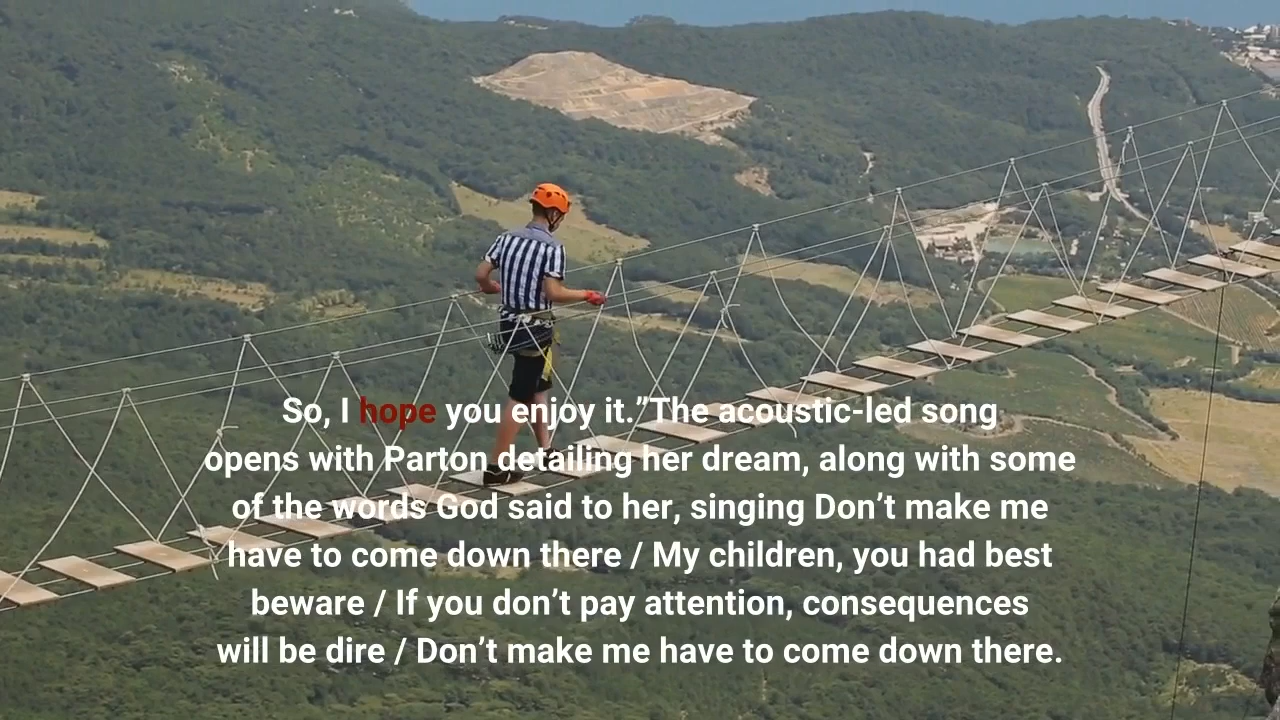 So, I hope you enjoy it.”The acoustic-led song
opens with Parton detailing her dream, along with some
of the words God said to her, singing Don’t make me
have to come down there / My children, you had best
beware / If you don’t pay attention, consequences
will be dire / Don’t make me have to come down there.